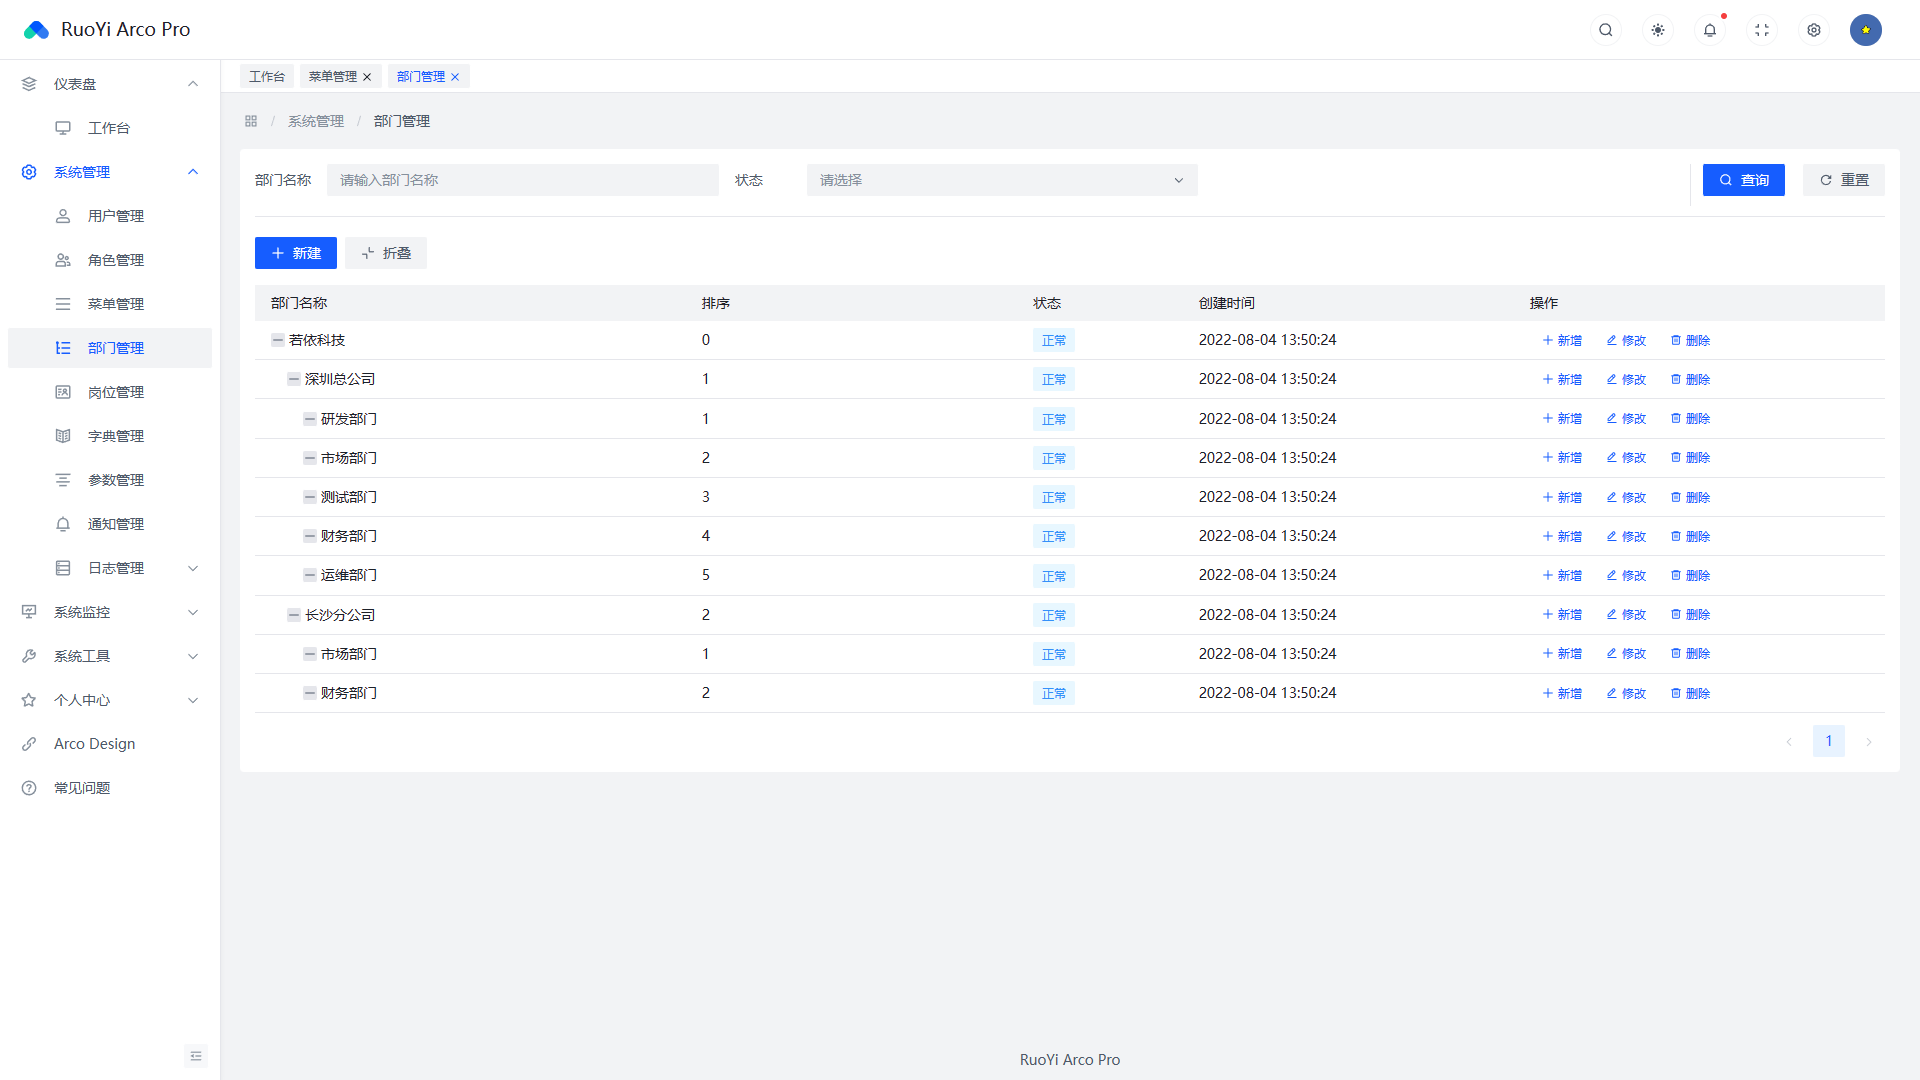 RuoYi Arco Pro
仪表盘
工作台
系统管理
用户管理
角色管理
菜单管理
部门管理
岗位管理
字典管理
参数管理
通知管理
日志管理
系统监控
系统工具
个人中心
Arco Design
常见问题
工作台 菜单管理 部门管理
/ 系统管理 / 部门管理
部门名称 请输入部门名称 状态 请选择 查询 重置
新建 折叠
部门名称 排序 状态 创建时间 操作
若依科技 0 正常 2022-08-04 13:50:24 新增 修改 删除
深圳总公司 1 正常 2022-08-04 13:50:24 新增 修改 删除
研发部门 1 正常 2022-08-04 13:50:24 新增 修改 删除
市场部门 2 正常 2022-08-04 13:50:24 新增 修改 删除
测试部门 3 正常 2022-08-04 13:50:24 新增 修改 删除
财务部门 4 正常 2022-08-04 13:50:24 新增 修改 删除
运维部门 5 正常 2022-08-04 13:50:24 新增 修改 删除
长沙分公司 2 正常 2022-08-04 13:50:24 新增 修改 删除
市场部门 1 正常 2022-08-04 13:50:24 新增 修改 删除
财务部门 2 正常 2022-08-04 13:50:24 新增 修改 删除
1
RuoYi Arco Pro